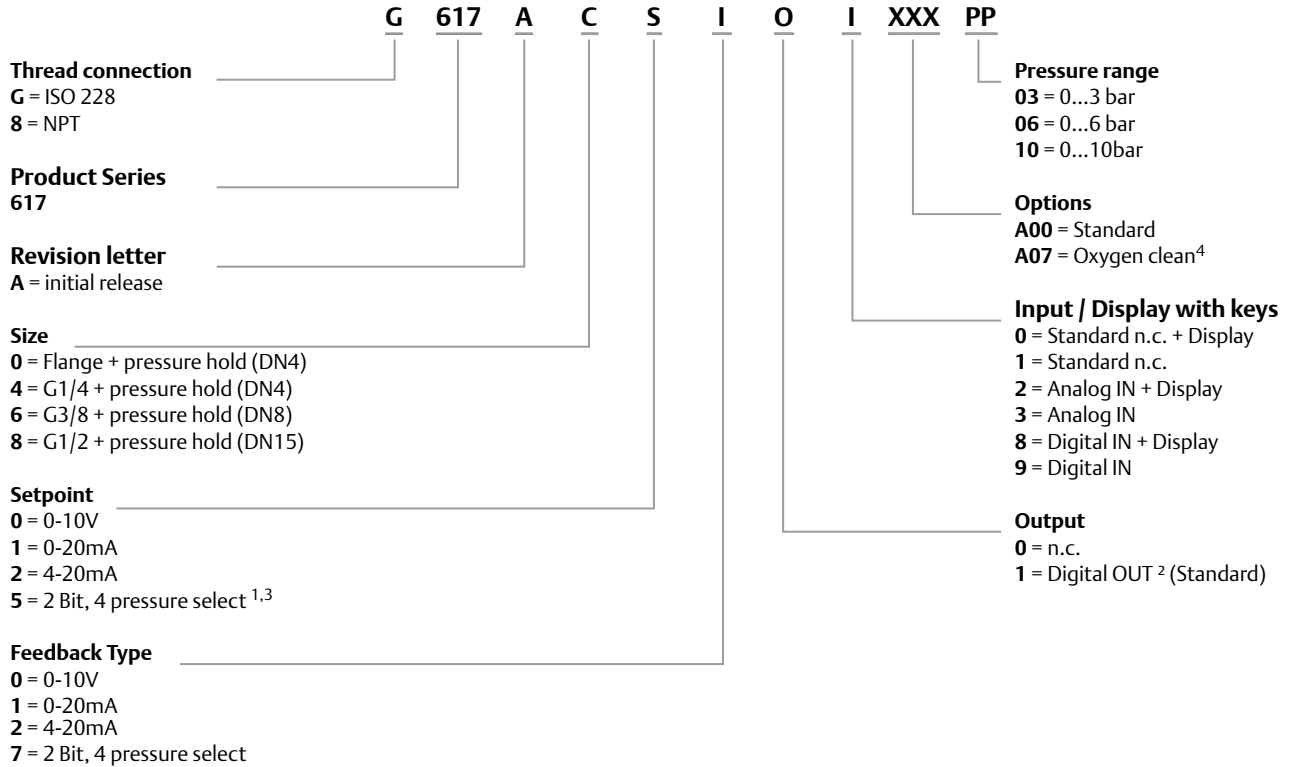 G 617 A C S I O I XXX PP
Thread connection
G = ISO 228
8 = NPT
Product Series
617
Revision letter
A = initial release
Size
0 = Flange + pressure hold (DN4)
4 = G1/4 + pressure hold (DN4)
6 = G3/8 + pressure hold (DN8)
8 = G1/2 + pressure hold (DN15)
Setpoint
0 = 0-10V
1 = 0-20mA
2 = 4-20mA
5 = 2 Bit, 4 pressure select 1,3
Feedback Type
0 = 0-10V
1 = 0-20mA
2 = 4-20mA
7 = 2 Bit, 4 pressure select
Pressure range
03 = 0...3 bar
06 = 0...6 bar
10 = 0...10bar
Options
A00 = Standard
A07 = Oxygen clean4
Input / Display with keys
0 = Standard n.c. + Display
1 = Standard n.c.
2 = Analog IN + Display
3 = Analog IN
8 = Digital IN + Display
9 = Digital IN
Output
0 = n.c.
1 = Digital OUT 2 (Standard)